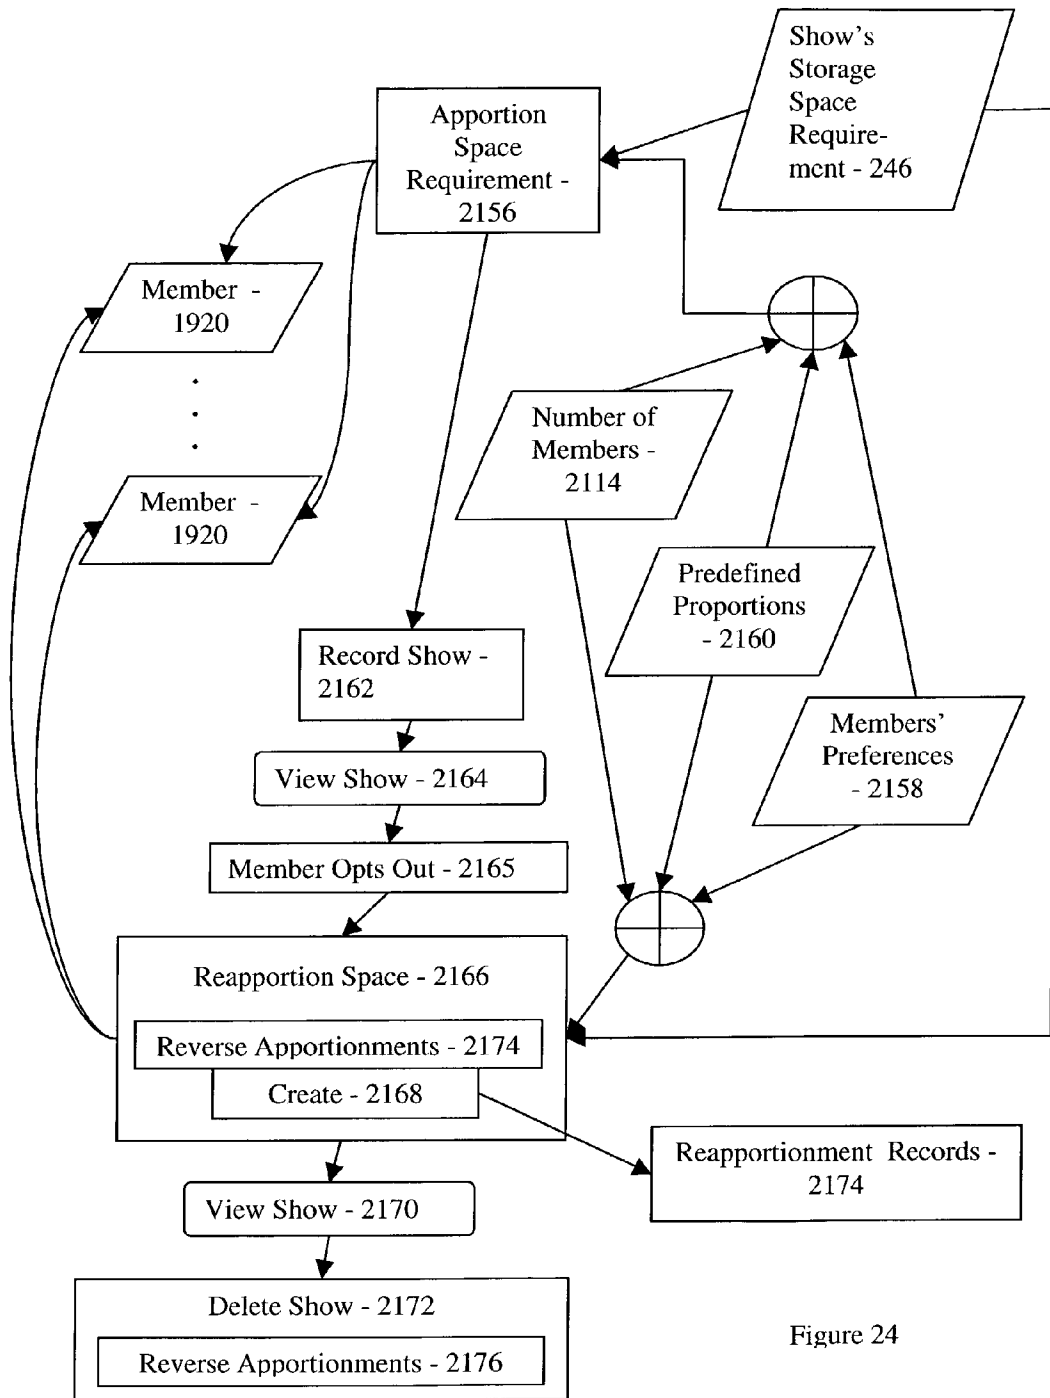 Show's
Storage
Space
Require-
ment - 246
Apportion
Space
Requirement -
2156
Member -
1920
.
.
.
Member -
1920
Number of
Members -
2114
Predefined
Proportions
- 2160
Members'
Preferences
- 2158
Record Show -
2162
View Show - 2164
Member Opts Out - 2165
Reapportion Space - 2166
Reverse Apportionments - 2174
Create - 2168
Reapportionment Records -
2174
View Show - 2170
Delete Show - 2172
Reverse Apportionments - 2176
Figure 24